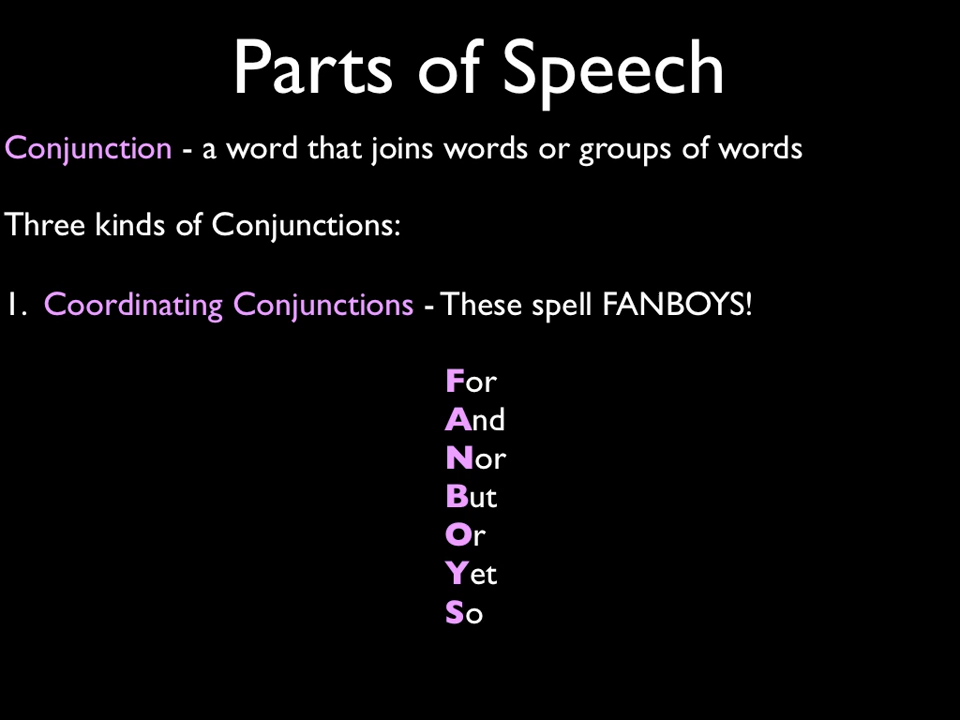 Parts of Speech
Conjunction - a word that joins words or groups of words
Three kinds of Conjunctions:
1. Coordinating Conjunctions - These spell FANBOYS!
For
And
Nor
But
Or
Yet
So